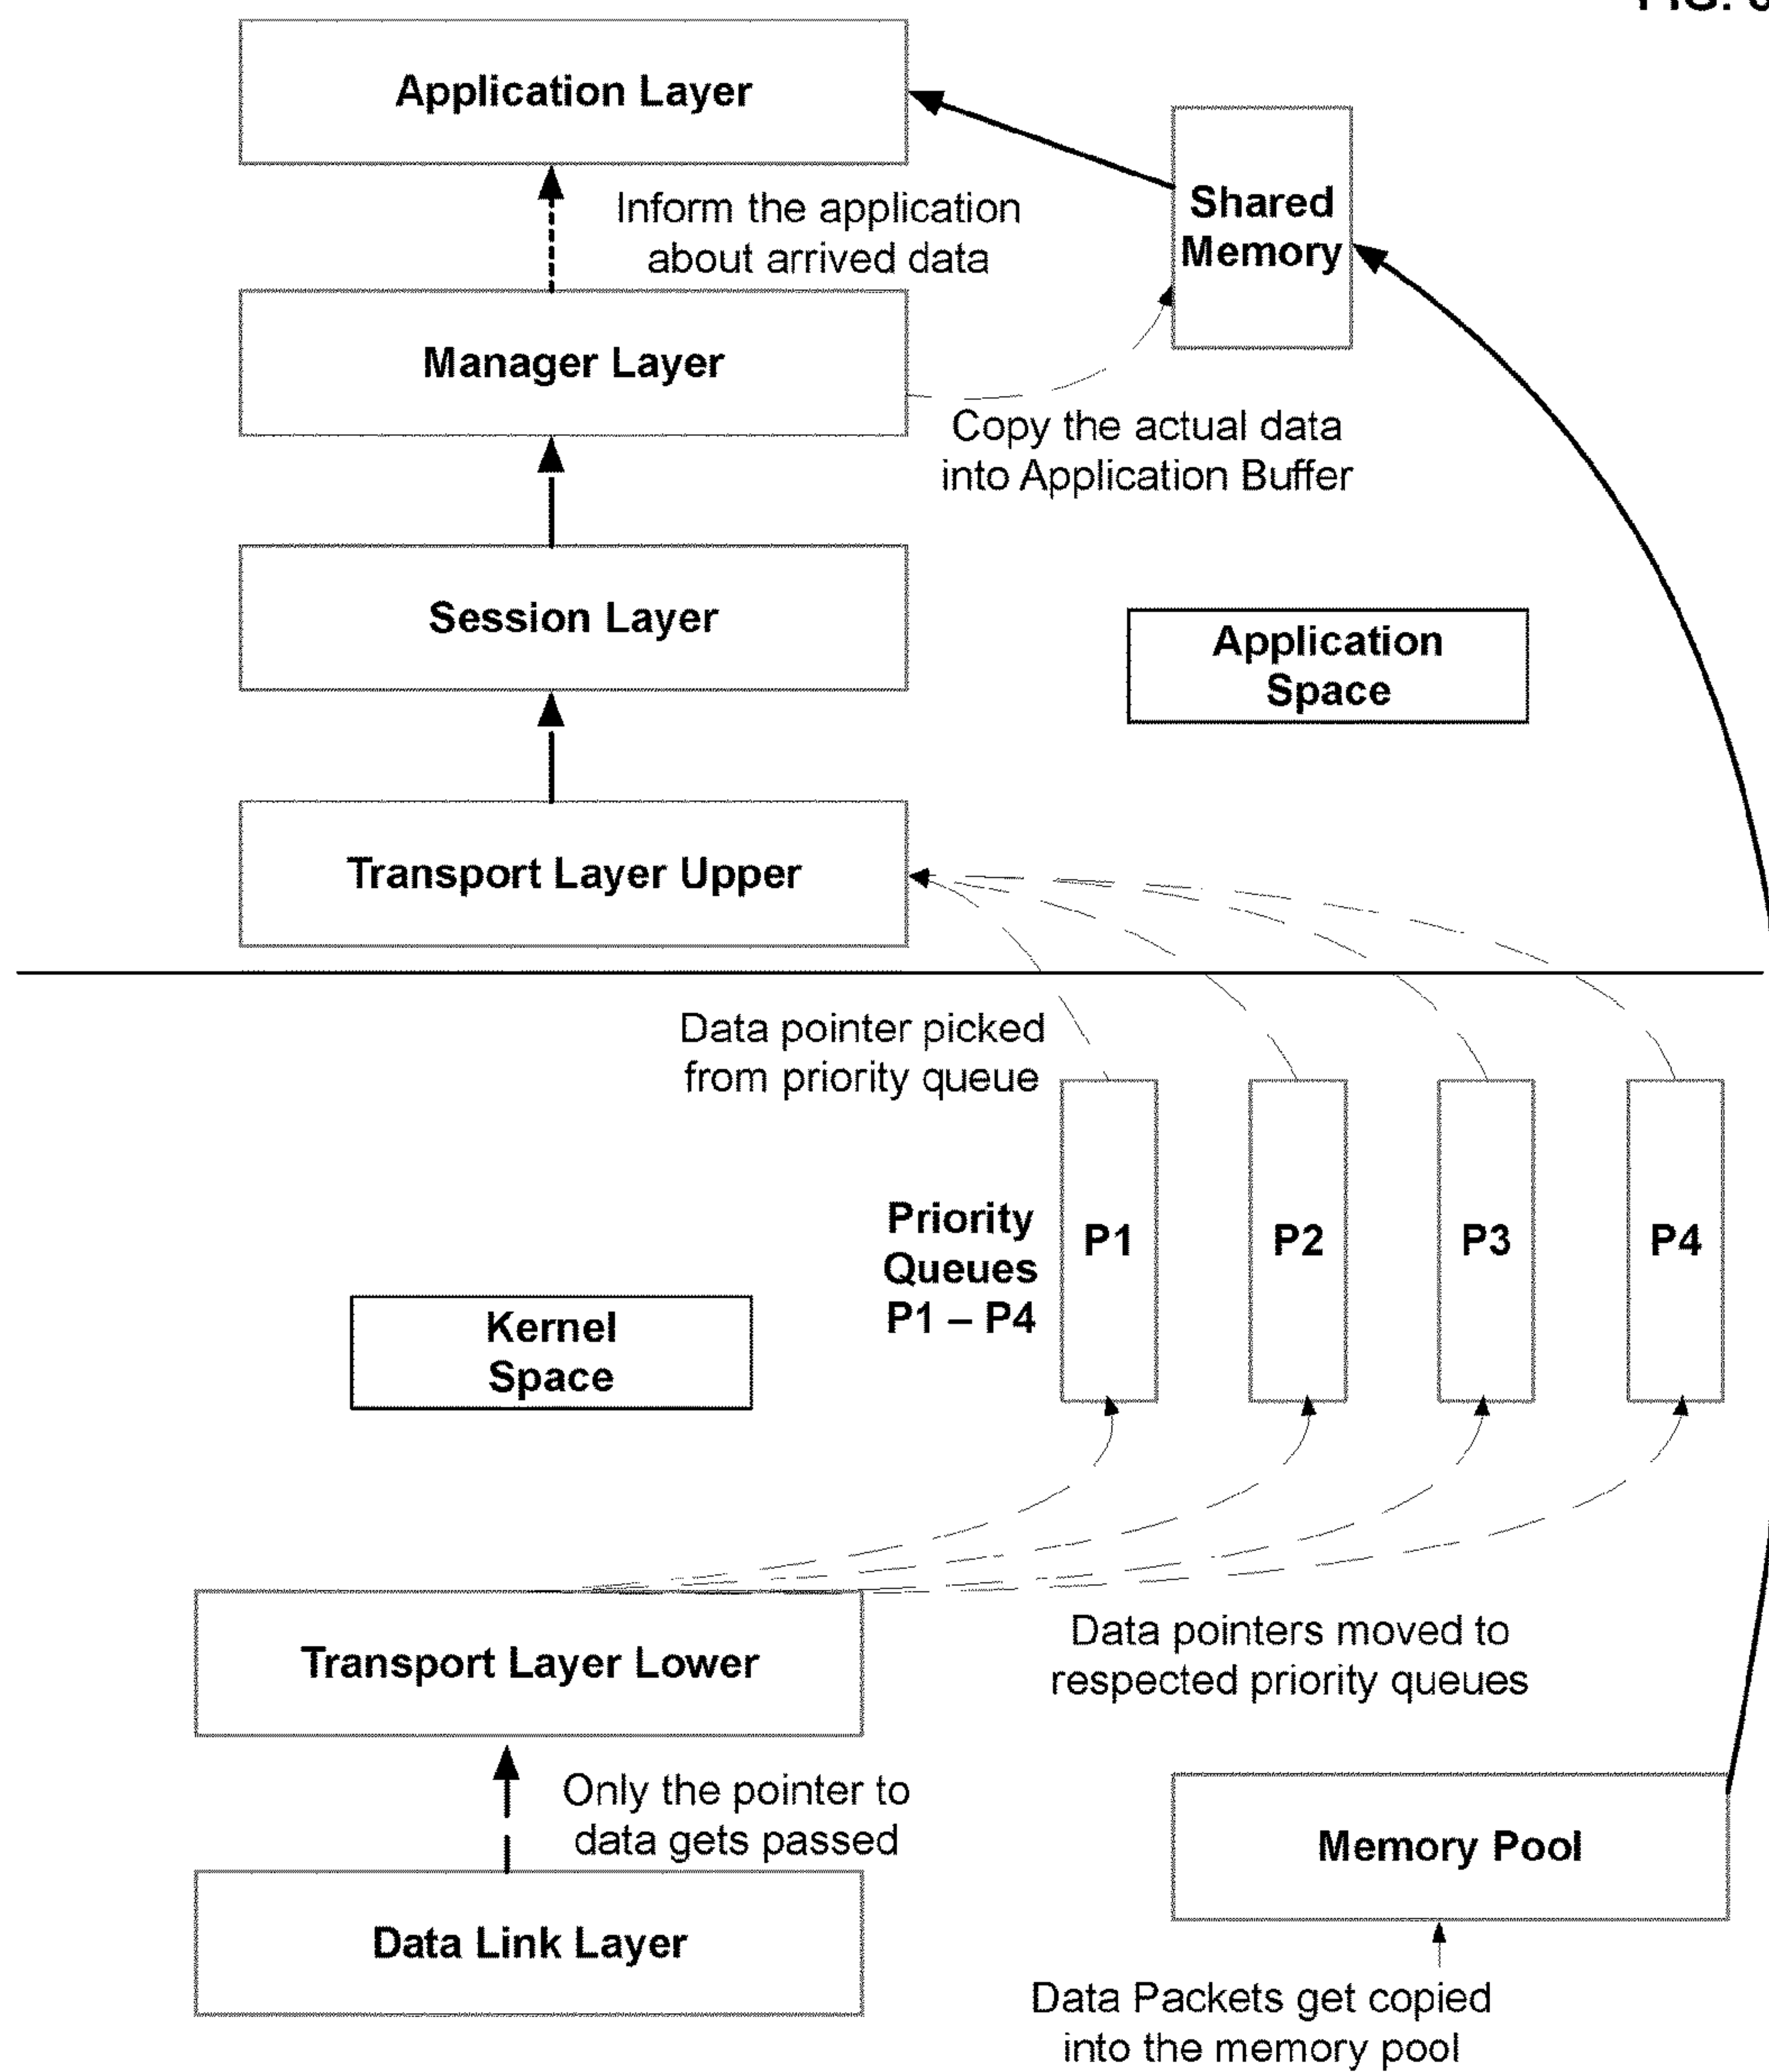 FIG.
Application Layer
Inform the application
about arrived data
Shared
Memory
Manager Layer
Copy the actual data
into Application Buffer
Session Layer
Application
Space
Transport Layer Upper
Data pointer picked
from priority queue
Priority
Queues
P1 – P4
P1
P2
P3
P4
Kernel
Space
Transport Layer Lower
Data pointers moved to
respected priority queues
Only the pointer to
data gets passed
Memory Pool
Data Link Layer
Data Packets get copied
into the memory pool